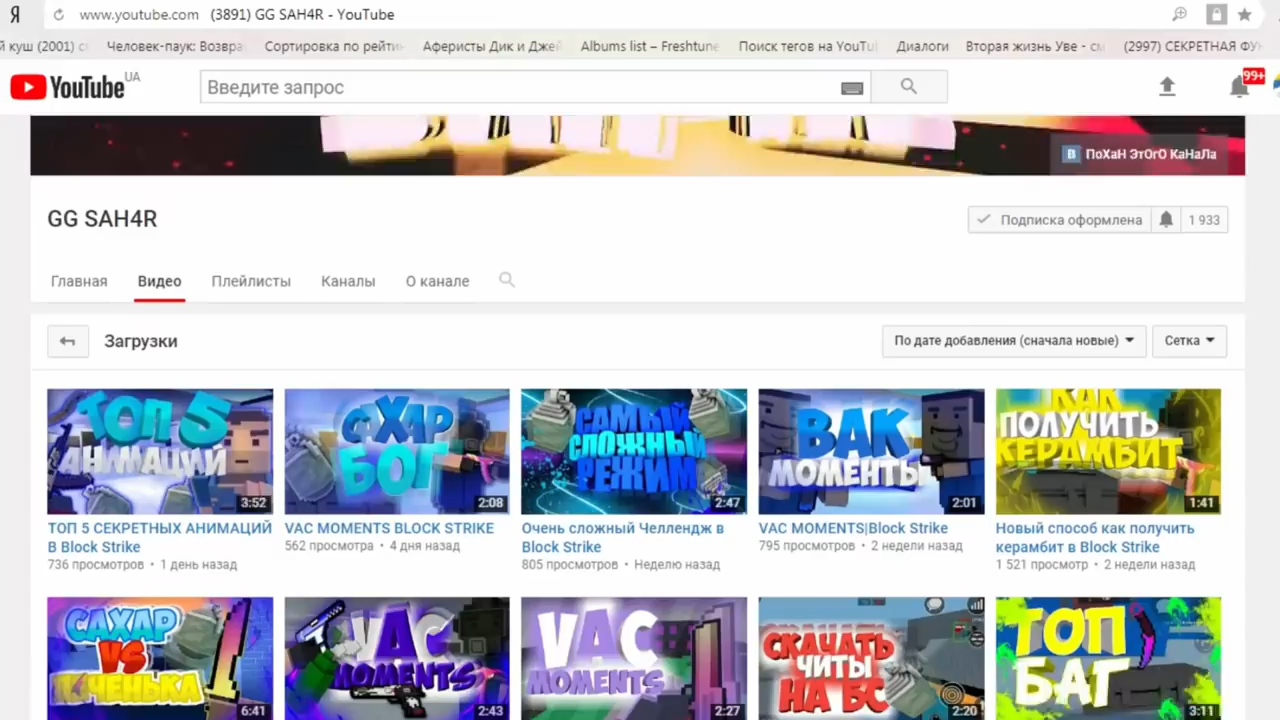 Я www.youtube.com (3891) GG SAH4R - YouTube
й куш (2001) с Человек-паук: Возвра Сортировка по рейти Аферисты Дик и Джей Albums list – Freshtune Поиск тегов на YouTu Диалоги Вторая жизнь Уве - см (2997) СЕКРЕТНАЯ ФУ
YouTube UA Введите запрос 99+
В ПоХаН ЭтОгО КаНаЛа
GG SAH4R Подписка оформлена 1 933
Главная Видео Плейлисты Каналы О канале
Загрузки По дате добавления (сначала новые) Сетка
ТОП 5
АНИМАЦИЙ
3:52
САХАР
БОГ
2:08
САМЫЙ
СЛОЖНЫЙ
РЕЖИМ
2:47
ВАК
МОМЕНТЫ
2:01
КАК
ПОЛУЧИТЬ
КЕРАМБИТ
1:41
ТОП 5 СЕКРЕТНЫХ АНИМАЦИЙ
В Block Strike
736 просмотров • 1 день назад
VAC MOMENTS BLOCK STRIKE
562 просмотра • 4 дня назад
Очень сложный Челлендж в
Block Strike
805 просмотров • Неделю назад
VAC MOMENTS|Block Strike
795 просмотров • 2 недели назад
Новый способ как получить
керамбит в Block Strike
1 521 просмотр • 2 недели назад
САХАР
VS
ПЕЧЕНЬКА
6:41
VAC
MOMENTS
2:43
VAC
MOMENTS
2:27
СКАЧАТЬ
ЧИТЫ
НА БС
2:20
ТОП
БАГ
3:11